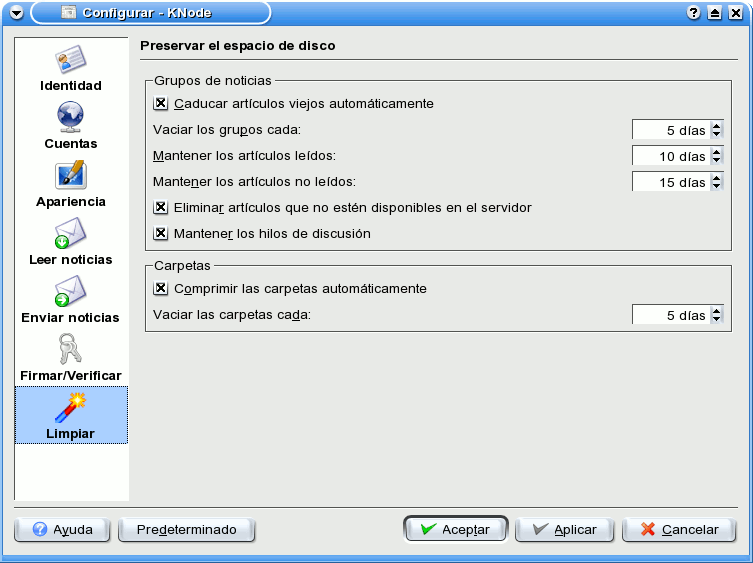 Configurar - KNode
Identidad
Cuentas
Apariencia
Leer noticias
Enviar noticias
Firmar/Verificar
Limpiar
Preservar el espacio de disco
Grupos de noticias
Caducar artículos viejos automáticamente
Vaciar los grupos cada: 5 días
Mantener los artículos leídos: 10 días
Mantener los artículos no leídos: 15 días
Eliminar artículos que no estén disponibles en el servidor
Mantener los hilos de discusión
Carpetas
Comprimir las carpetas automáticamente
Vaciar las carpetas cada: 5 días
Ayuda Predeterminado Aceptar Aplicar Cancelar